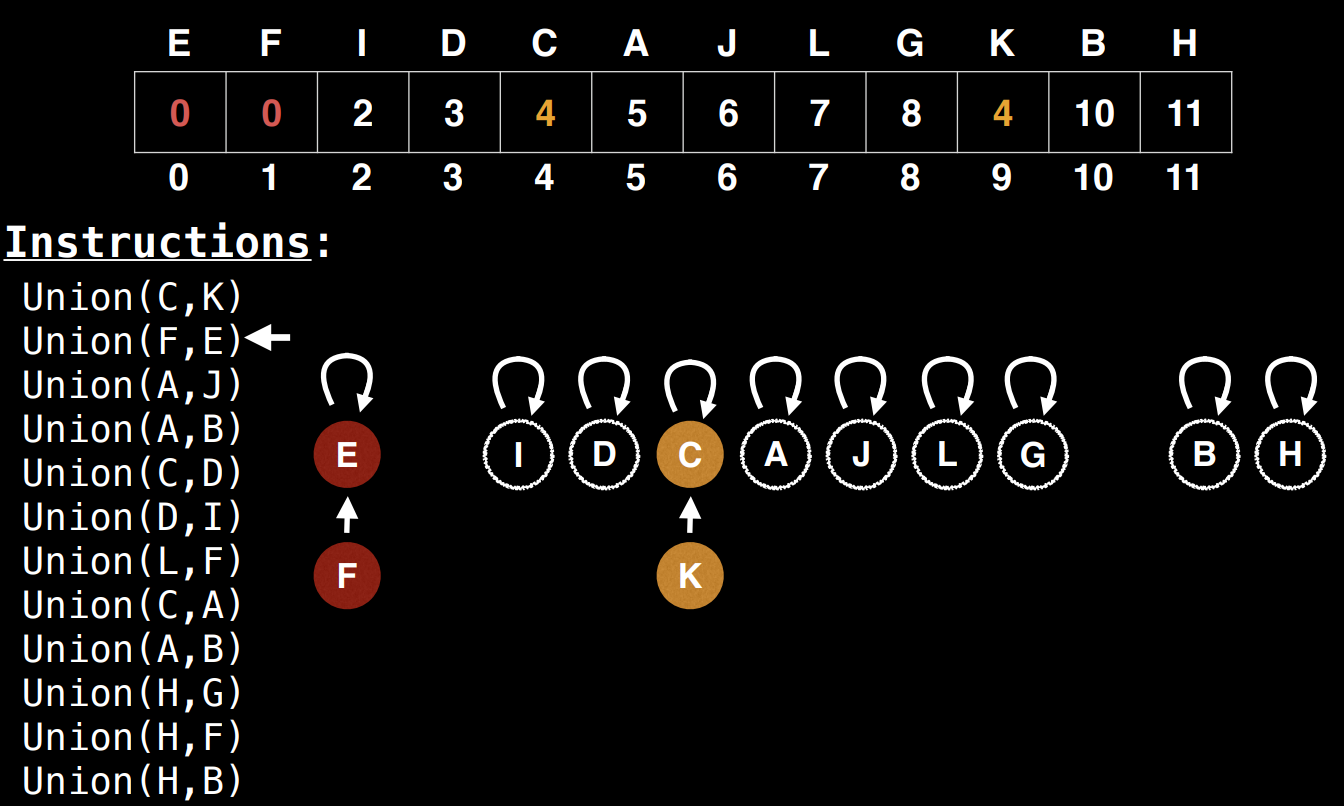 E F I D C A J L G K B H
0 0 2 3 4 5 6 7 8 4 10 11
0 1 2 3 4 5 6 7 8 9 10 11
Instructions:
Union(C,K)
Union(F,E)
Union(A,J)
Union(A,B)
Union(C,D)
Union(D,I)
Union(L,F)
Union(C,A)
Union(A,B)
Union(H,G)
Union(H,F)
Union(H,B)
E I D C A J L G B H
F K